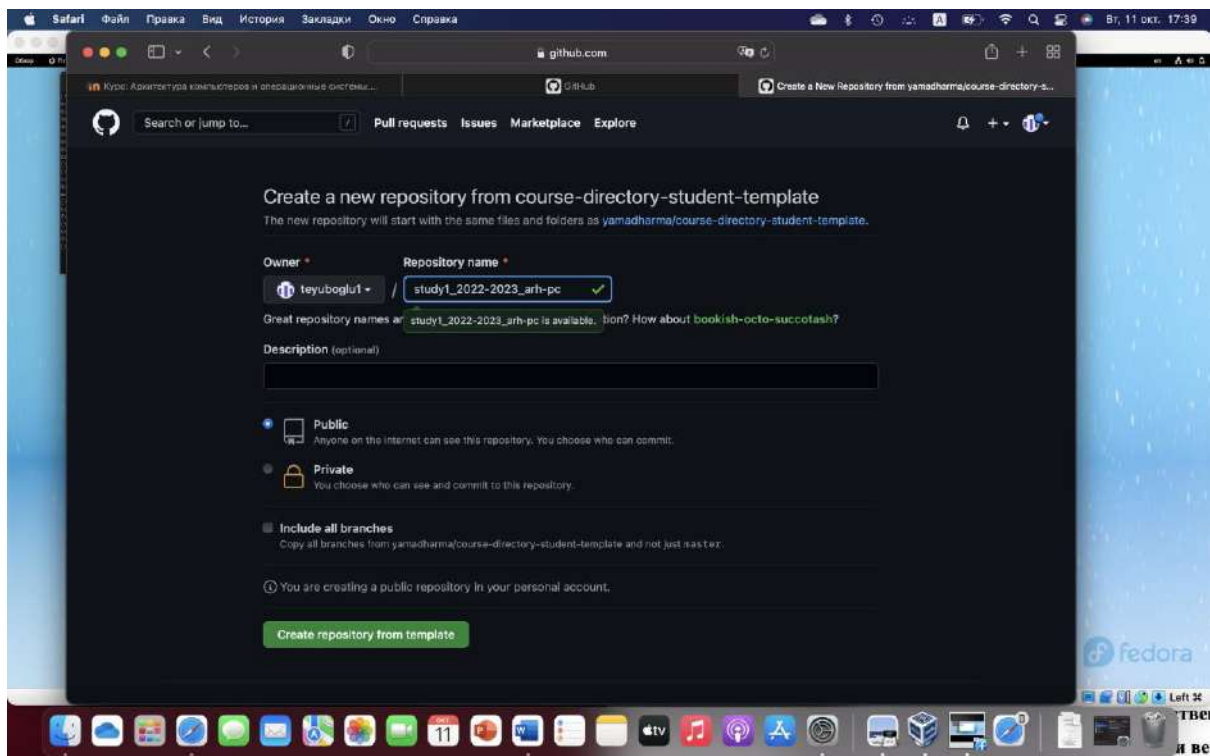 Safari Файл Правка Вид История Закладки Окно Справка
Вт, 11 окт. 17:39
github.com
Курс: Архитектура компьютеров и операционные системы...
GitHub
Create a New Repository from yamadharma/course-directory-s...
Search or jump to... /
Pull requests Issues Marketplace Explore
Create a new repository from course-directory-student-template
The new repository will start with the same files and folders as yamadharma/course-directory-student-template.
Owner * Repository name *
teyuboglu1 / study1_2022-2023_arh-pc
Great repository names ar tion? How about bookish-octo-succotash?
study1_2022-2023_arh-pc is available.
Description (optional)
Public
Anyone on the internet can see this repository. You choose who can commit.
Private
You choose who can see and commit to this repository.
Include all branches
Copy all branches from yamadharma/course-directory-student-template and not just master.
You are creating a public repository in your personal account.
Create repository from template
fedora
Left ⌘
ОКТ
11
tv